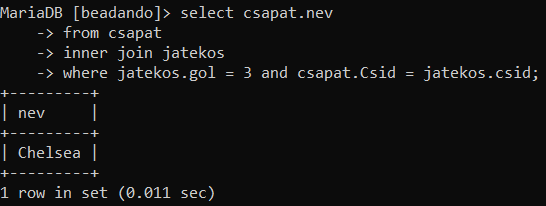 MariaDB [beadando]> select csapat.nev
    -> from csapat
    -> inner join jatekos
    -> where jatekos.gol = 3 and csapat.Csid = jatekos.csid;
+---------+
| nev     |
+---------+
| Chelsea |
+---------+
1 row in set (0.011 sec)